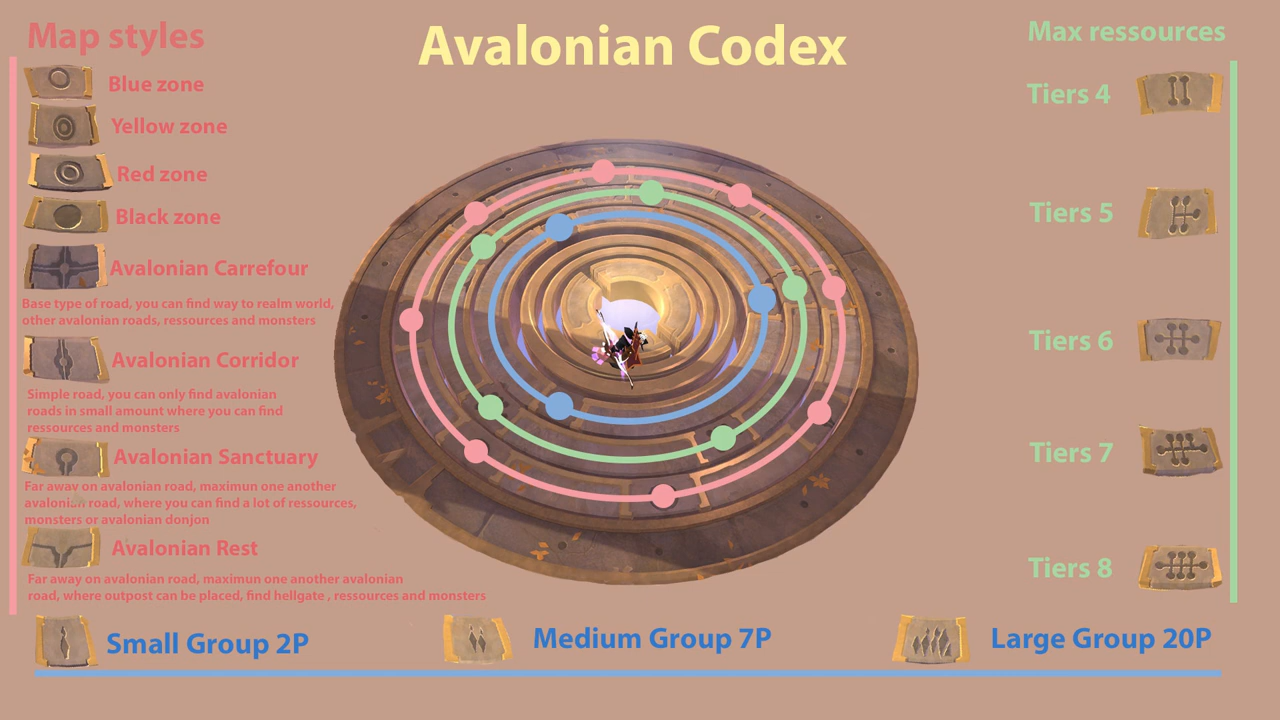 Avalonian Codex
Map styles
Blue zone
Yellow zone
Red zone
Black zone
Avalonian Carrefour
Base type of road, you can find way to realm world,
other avalonian roads, ressources and monsters
Avalonian Corridor
Simple road, you can only find avalonian
roads in small amount where you can find
ressources and monsters
Avalonian Sanctuary
Far away on avalonian road, maximun one another
avalonian road, where you can find a lot of ressources,
monsters or avalonian donjon
Avalonian Rest
Far away on avalonian road, maximun one another avalonian
road, where outpost can be placed, find hellgate , ressources and monsters
Max ressources
Tiers 4
Tiers 5
Tiers 6
Tiers 7
Tiers 8
Small Group 2P
Medium Group 7P
Large Group 20P